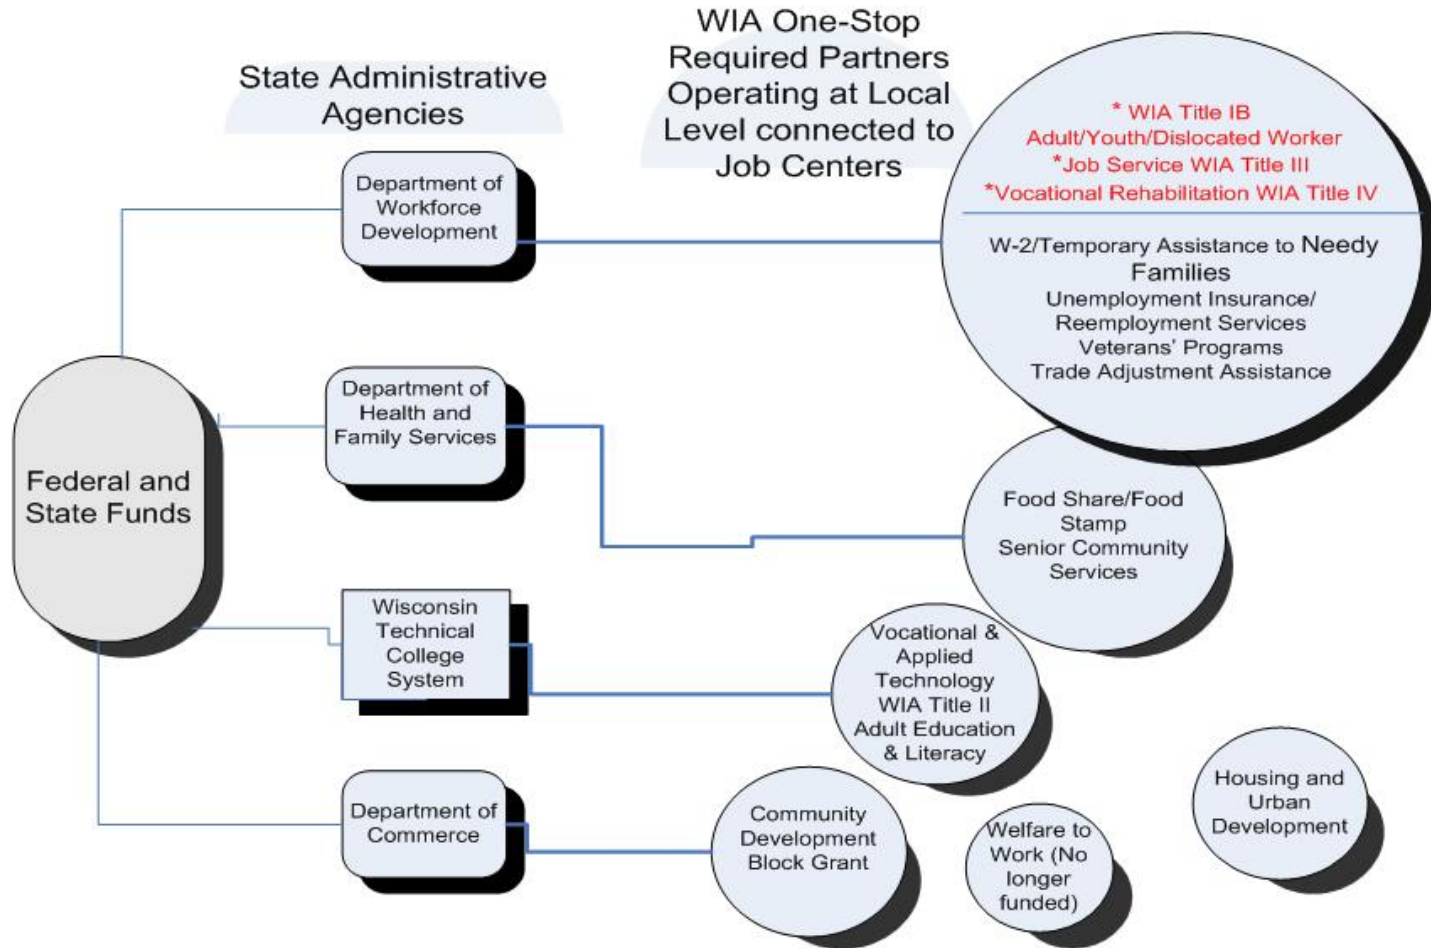 State Administrative
Agencies
WIA One-Stop
Required Partners
Operating at Local
Level connected to
Job Centers
Federal and
State Funds
Department of
Workforce
Development
* WIA Title IB
Adult/Youth/Dislocated Worker
*Job Service WIA Title III
*Vocational Rehabilitation WIA Title IV
W-2/Temporary Assistance to Needy
Families
Unemployment Insurance/
Reemployment Services
Veterans' Programs
Trade Adjustment Assistance
Department of
Health and
Family Services
Food Share/Food
Stamp
Senior Community
Services
Wisconsin
Technical
College
System
Vocational &
Applied
Technology
WIA Title II
Adult Education
& Literacy
Department of
Commerce
Community
Development
Block Grant
Welfare to
Work (No
longer
funded)
Housing and
Urban
Development